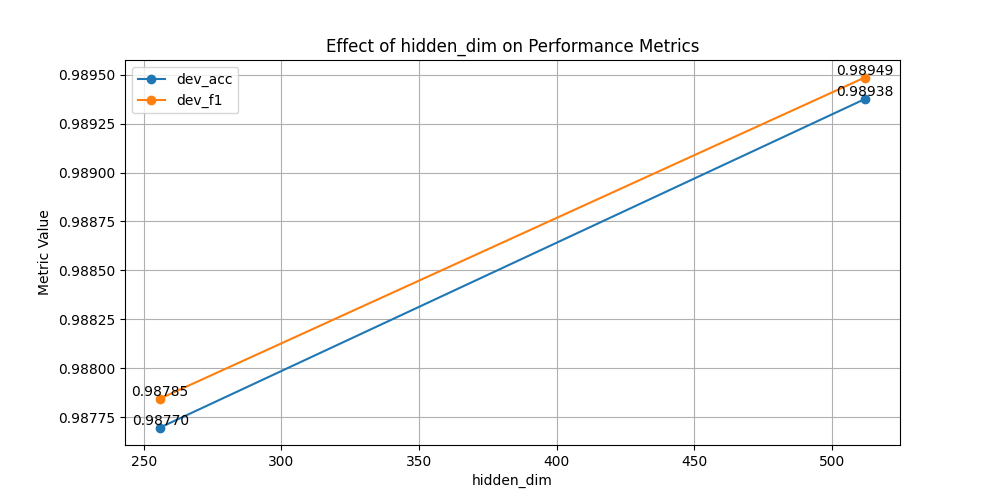 Effect of hidden_dim on Performance Metrics
dev_acc
dev_f1
0.98949
0.98938
0.98785
0.98770
0.98950
0.98925
0.98900
0.98875
0.98850
0.98825
0.98800
0.98775
Metric Value
250 300 350 400 450 500
hidden_dim